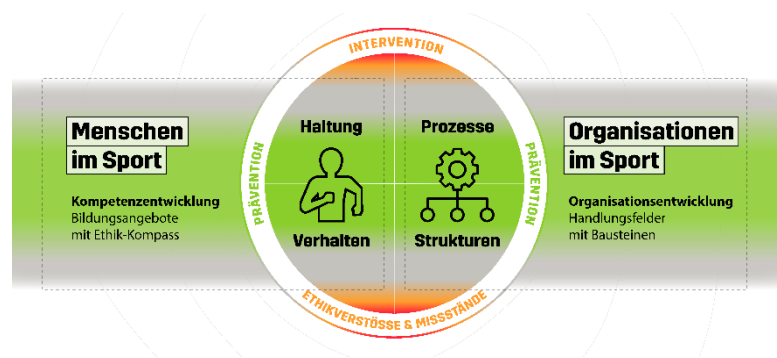 INTERVENTION
Menschen
im Sport
Kompetenzentwicklung
Bildungsangebote
mit Ethik-Kompass
PRÄVENTION
Haltung
Verhalten
Prozesse
Strukturen
PRÄVENTION
Organisationen
im Sport
Organisationsentwicklung
Handlungsfelder
mit Bausteinen
ETHIKVERSTÖSSE & MISSSTÄNDE